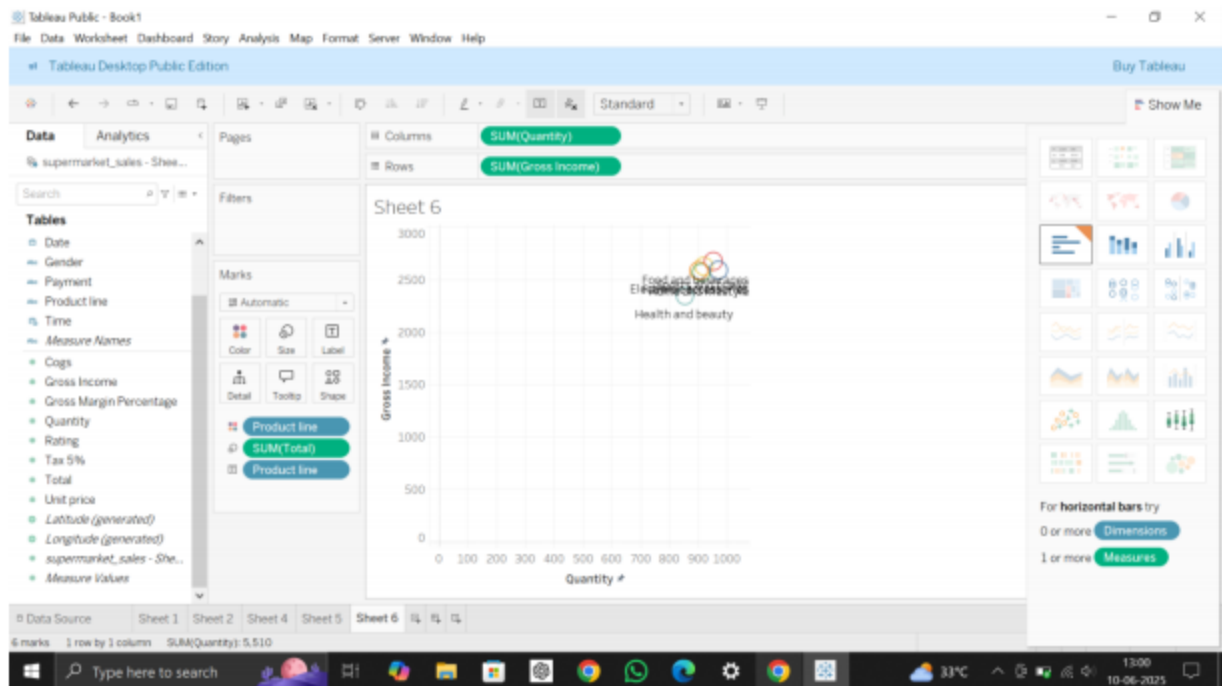 Tableau Public - Book1
File Data Worksheet Dashboard Story Analysis Map Format Server Window Help
Tableau Desktop Public Edition Buy Tableau
Standard Show Me
Data Analytics
supermarket_sales - Shee...
Search
Tables
Date
Gender
Payment
Product line
Time
Measure Names
Cogs
Gross Income
Gross Margin Percentage
Quantity
Rating
Tax 5%
Total
Unit price
Latitude (generated)
Longitude (generated)
supermarket_sales - She...
Measure Values
Pages
Filters
Marks
Automatic
Color Size Label
Detail Tooltip Shape
Product line
SUM(Total)
Product line
Columns SUM(Quantity)
Rows SUM(Gross Income)
Sheet 6
3000
2500
2000
1500
1000
500
0
Gross Income
Food and beverages
Health and beauty
0 100 200 300 400 500 600 700 800 900 1000
Quantity
For horizontal bars try
0 or more Dimensions
1 or more Measures
Data Source Sheet 1 Sheet 2 Sheet 4 Sheet 5 Sheet 6
6 marks 1 row by 1 column SUM(Quantity): 5,510
Type here to search
33°C
13:00
10-06-2025